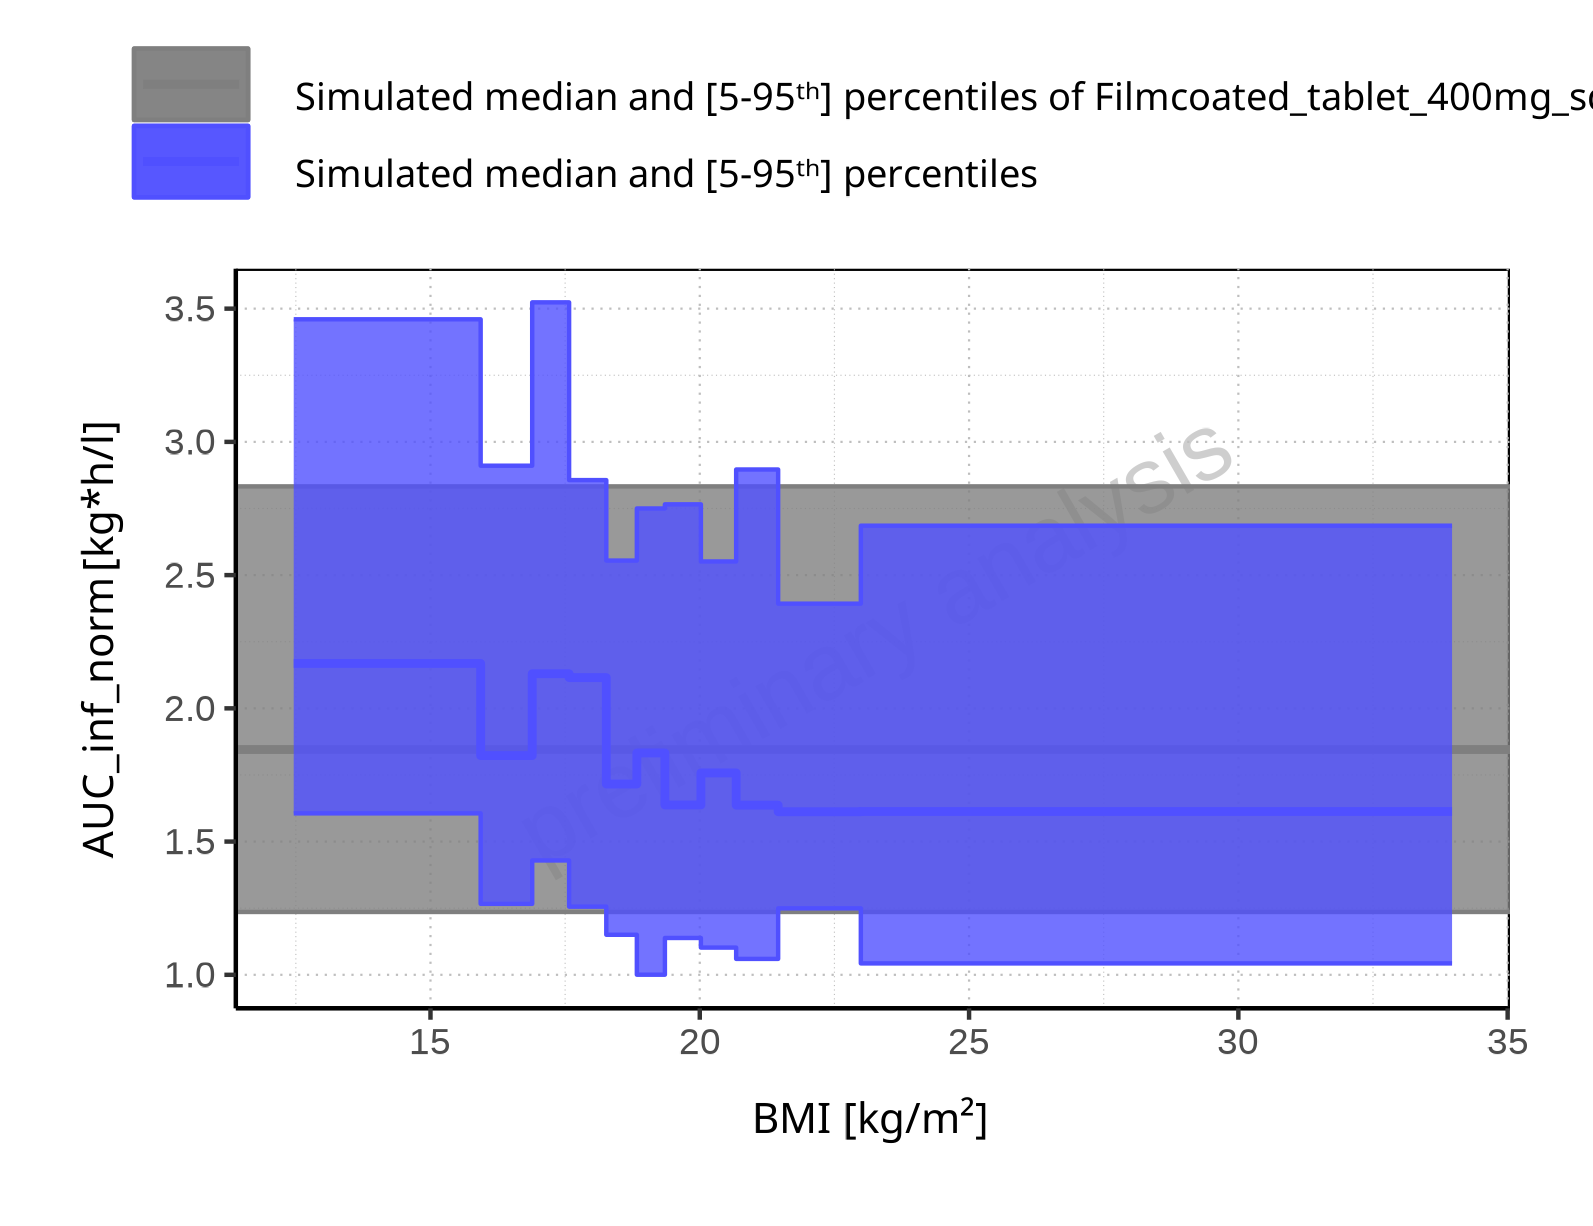 Simulated median and [5-95ᵗʰ] percentiles of Filmcoated_tablet_400mg_s
Simulated median and [5-95ᵗʰ] percentiles
AUC_inf_norm [kg*h/l]
3.5
3.0
2.5
2.0
1.5
1.0
preliminary analysis
15 20 25 30 35
BMI [kg/m²]